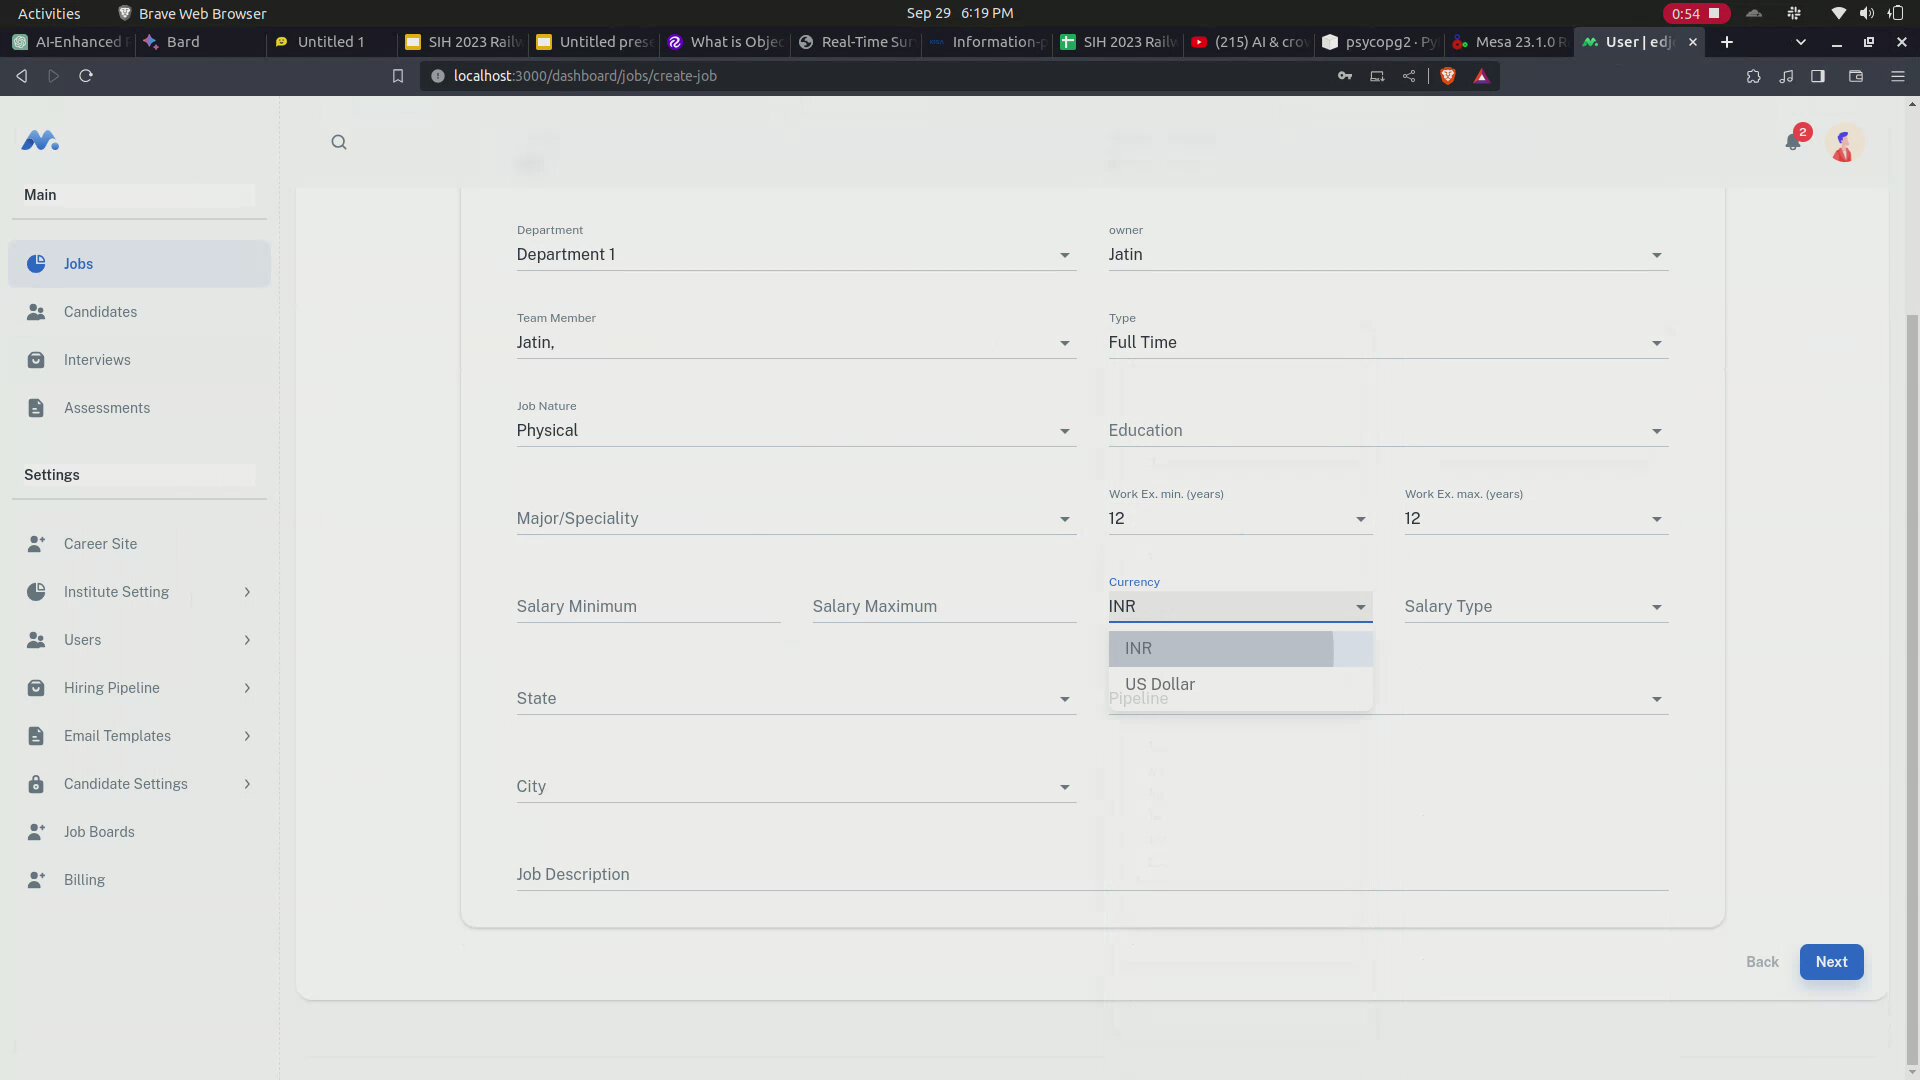 Activities
Brave Web Browser
Sep 29 6:19 PM
0:54
AI-Enhanced
Bard
Untitled 1
SIH 2023 Railw
Untitled prese
What is Objec
Real-Time Sur
Information-p
SIH 2023 Railw
(215) AI & crow
psycopg2 · Py
Mesa 23.1.0 R
User | edj
localhost:3000/dashboard/jobs/create-job
2
Main
Jobs
Candidates
Interviews
Assessments
Settings
Career Site
Institute Setting
Users
Hiring Pipeline
Email Templates
Candidate Settings
Job Boards
Billing
Department
Department 1
owner
Jatin
Team Member
Jatin,
Type
Full Time
Job Nature
Physical
Education
Major/Speciality
Work Ex. min. (years)
12
Work Ex. max. (years)
12
Salary Minimum
Salary Maximum
Currency
INR
Salary Type
INR
US Dollar
State
Pipeline
City
Job Description
Back
Next